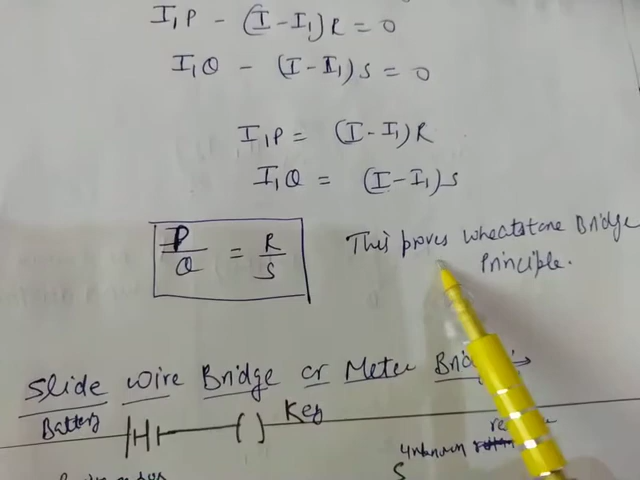 I₁P - (I - I₁)R = 0
I₁Q - (I - I₁)S = 0
I₁P = (I - I₁)R
I₁Q = (I - I₁)S
P/Q = R/S
This proves wheatstone Bridge
Principle.
Slide wire Bridge or Meter
Battery
Key
unknown
S